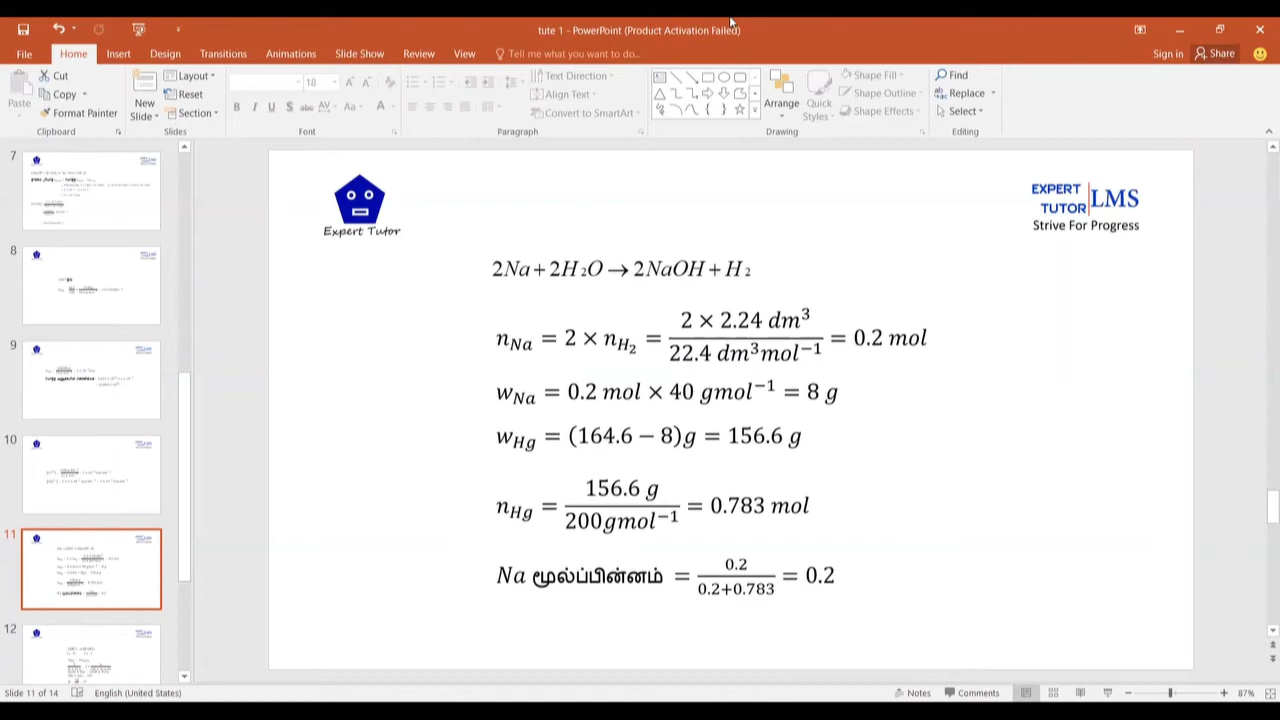 tute 1 - PowerPoint (Product Activation Failed)
File Home Insert Design Transitions Animations Slide Show Review View Tell me what you want to do... Sign in Share
Paste Cut Copy Format Painter Clipboard
New Slide Layout Reset Section Slides
18 Font
Text Direction Align Text Convert to SmartArt Paragraph
Arrange Quick Styles Shape Fill Shape Outline Shape Effects Drawing
Find Replace Select Editing
7
8
9
10
11
12
Expert Tutor
EXPERT TUTOR LMS
Strive For Progress
2Na + 2H₂O → 2NaOH + H₂
n_Na = 2 × n_H₂ = (2 × 2.24 dm³)/(22.4 dm³mol⁻¹) = 0.2 mol
w_Na = 0.2 mol × 40 gmol⁻¹ = 8 g
w_Hg = (164.6 − 8)g = 156.6 g
n_Hg = (156.6 g)/(200gmol⁻¹) = 0.783 mol
Na மூல்ப்பின்னம் = 0.2/(0.2+0.783) = 0.2
Slide 11 of 14 English (United States) Notes Comments 87%